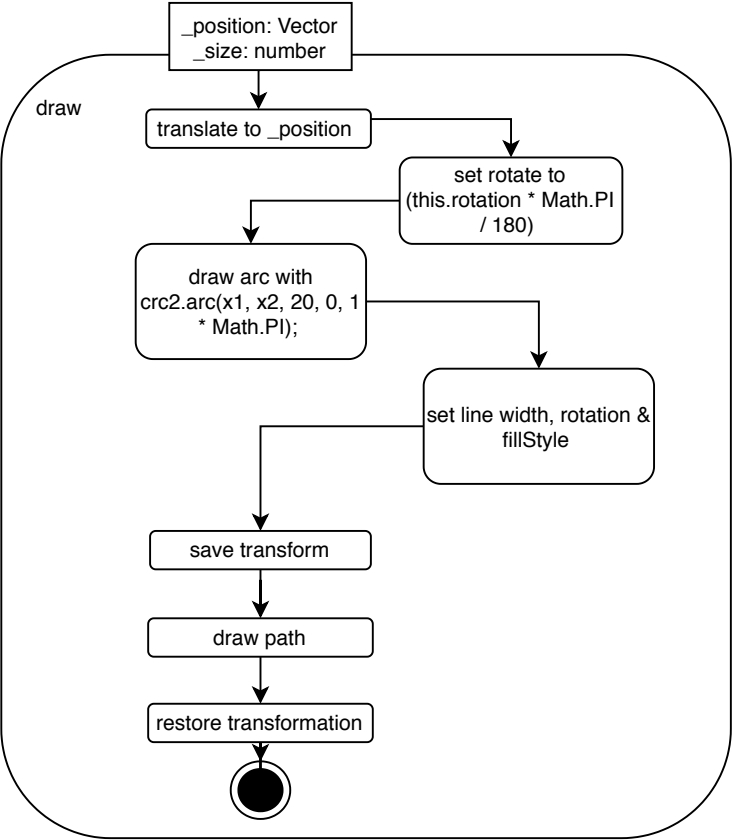 _position: Vector
_size: number
draw
translate to _position
set rotate to
(this.rotation * Math.PI
/ 180)
draw arc with
crc2.arc(x1, x2, 20, 0, 1
* Math.PI);
set line width, rotation &
fillStyle
save transform
draw path
restore transformation